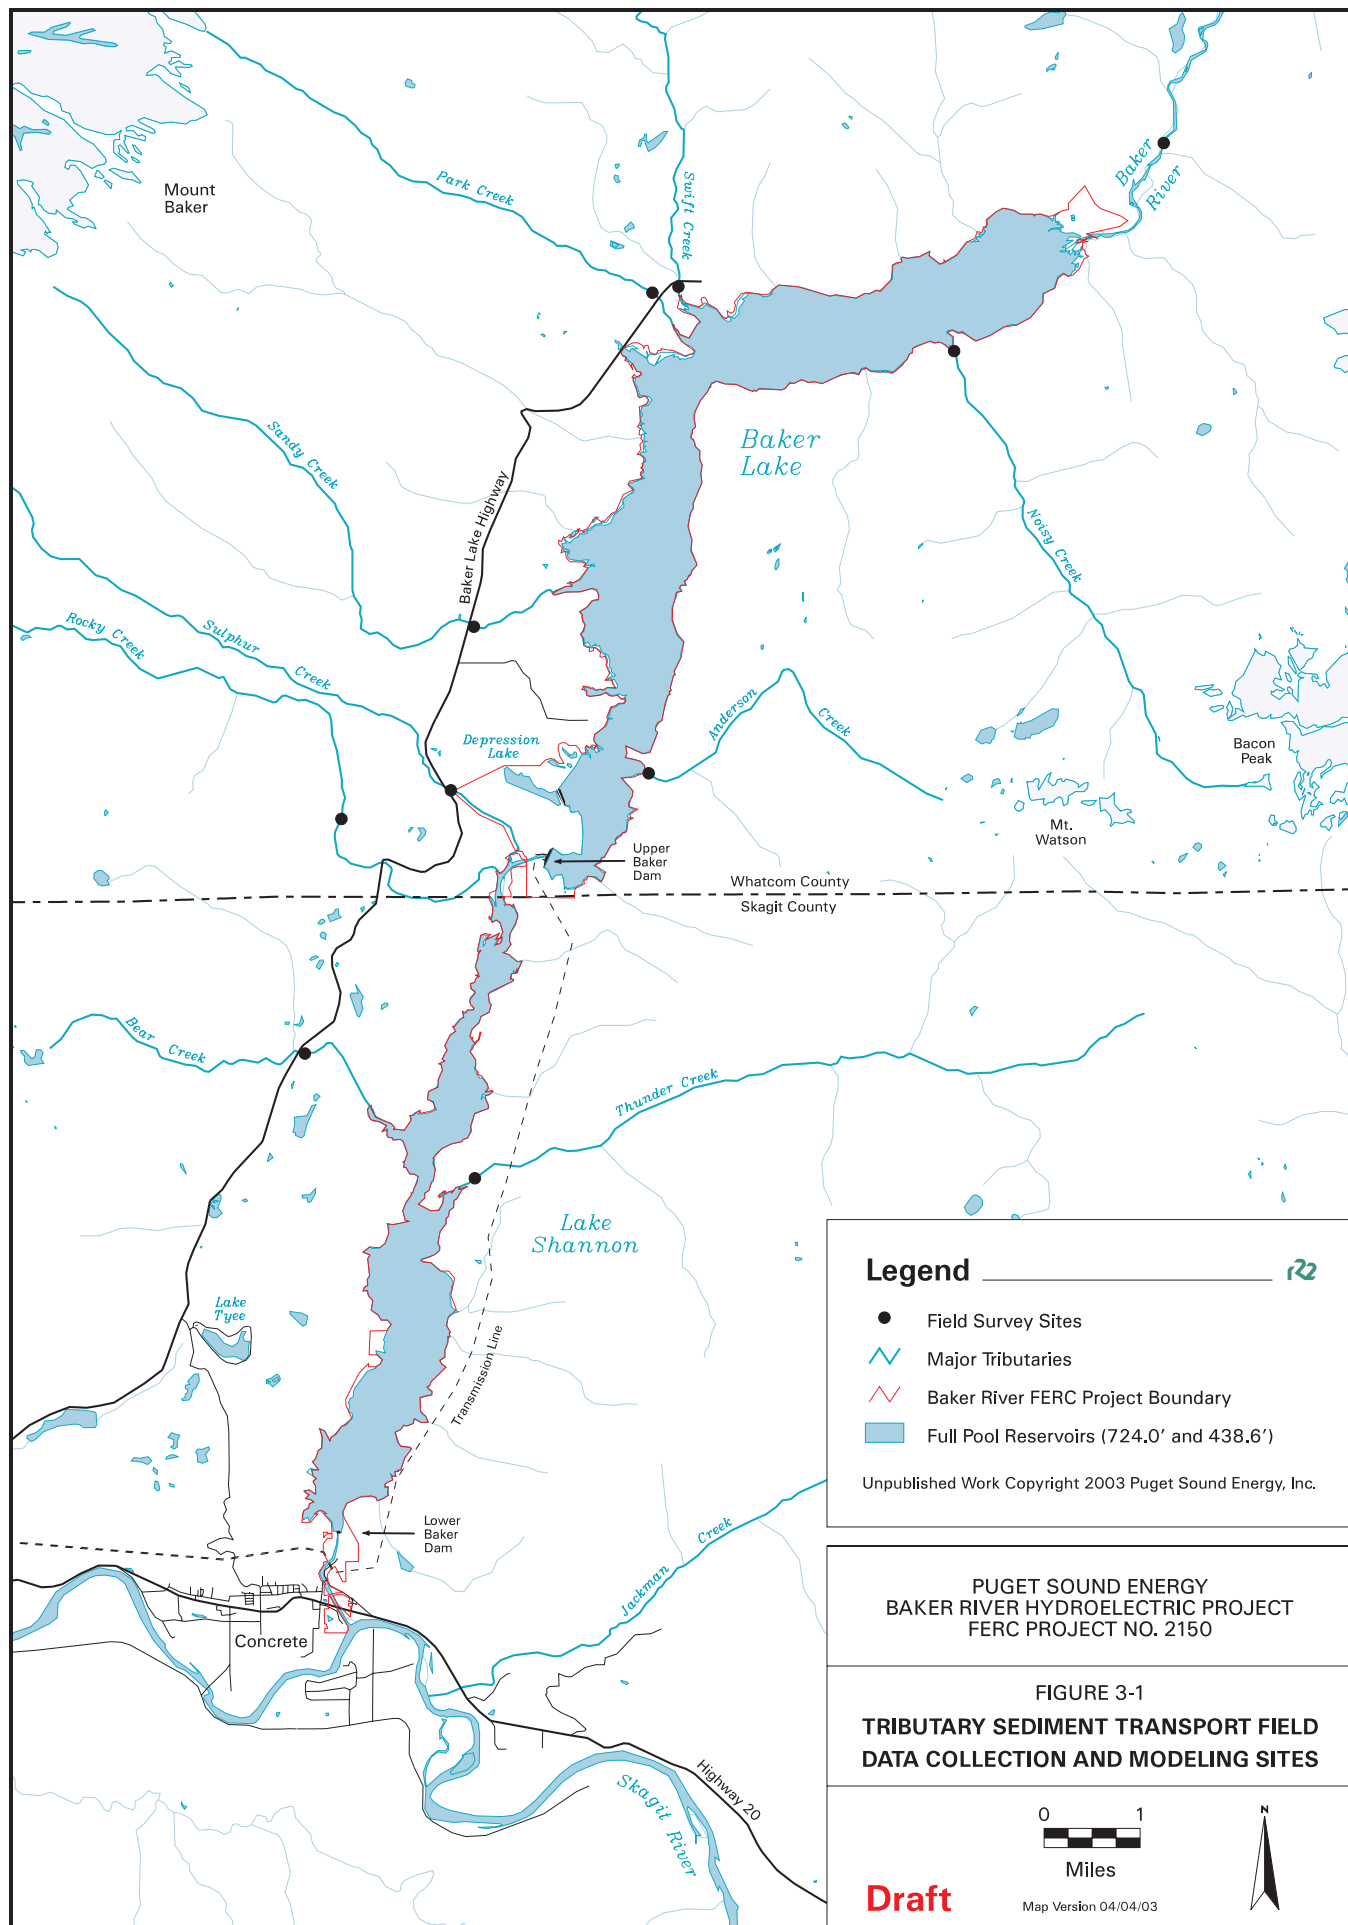 Mount
Baker
Park Creek
Swift Creek
Baker
River
Sandy Creek
Baker
Lake
Baker Lake Highway
Noisy Creek
Rocky Creek
Sulphur
Creek
Anderson
Creek
Depression
Lake
Bacon
Peak
Mt.
Watson
Upper
Baker
Dam
Whatcom County
Skagit County
Bear Creek
Thunder Creek
Lake
Shannon
Lake
Tyee
Transmission Line
Lower
Baker
Dam
Jackman Creek
Concrete
Highway 20
Skagit River
Legend
r22
Field Survey Sites
Major Tributaries
Baker River FERC Project Boundary
Full Pool Reservoirs (724.0' and 438.6')
Unpublished Work Copyright 2003 Puget Sound Energy, Inc.
PUGET SOUND ENERGY
BAKER RIVER HYDROELECTRIC PROJECT
FERC PROJECT NO. 2150
FIGURE 3-1
TRIBUTARY SEDIMENT TRANSPORT FIELD
DATA COLLECTION AND MODELING SITES
0 1
Miles
N
Draft
Map Version 04/04/03